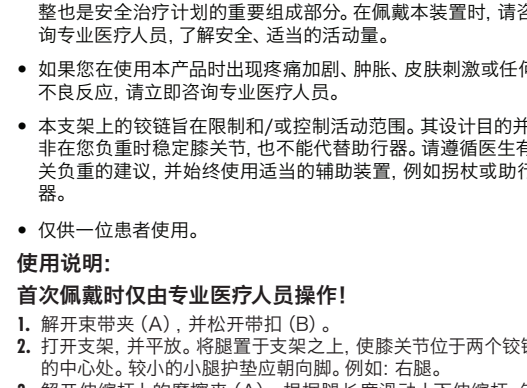 整也是安全治疗计划的重要组成部分。在佩戴本装置时, 请咨
询专业医疗人员, 了解安全、适当的活动量。
• 如果您在使用本产品时出现疼痛加剧、肿胀、皮肤刺激或任何
不良反应, 请立即咨询专业医疗人员。
• 本支架上的铰链旨在限制和/或控制活动范围。其设计目的并
非在您负重时稳定膝关节, 也不能代替助行器。请遵循医生有
关负重的建议, 并始终使用适当的辅助装置, 例如拐杖或助行
器。
• 仅供一位患者使用。
使用说明:
首次佩戴时仅由专业医疗人员操作!
1. 解开束带夹 (A) , 并松开带扣 (B) 。
2. 打开支架, 并平放。将腿置于支架之上, 使膝关节位于两个铰链
的中心处。较小的小腿护垫应朝向脚。例如: 右腿。